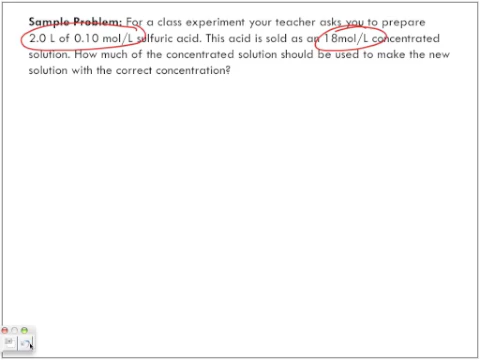 Sample Problem: For a class experiment your teacher asks you to prepare
2.0 L of 0.10 mol/L sulfuric acid. This acid is sold as an 18mol/L concentrated
solution. How much of the concentrated solution should be used to make the new
solution with the correct concentration?